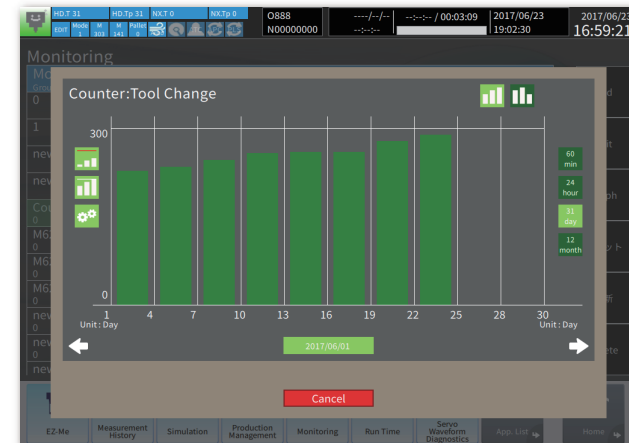 HD.T 31 HD.Tp 31 NXT 0 NX.Tp 0 O888 ----/--/-- --:--:-- / 00:03:09 2017/06/23 2017/06/23
EDIT Mode 1 M 303 M 141 Pallet 0 N00000000 --:--:-- 19:02:30 16:59:21
Monitoring
Counter:Tool Change
300
60 min
24 hour
31 day
12 month
0
1 4 7 10 13 16 19 22 25 28 30
Unit : Day Unit : Day
2017/06/01
Cancel
EZ-Me Measurement History Simulation Production Management Monitoring Run Time Servo Waveform Diagnostics App. List Home